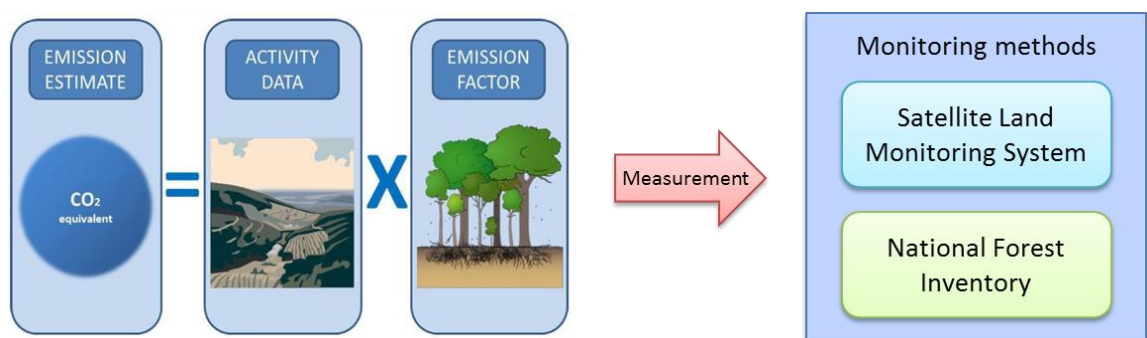 EMISSION
ESTIMATE
CO₂
equivalent
=
ACTIVITY
DATA
X
EMISSION
FACTOR
Measurement
Monitoring methods
Satellite Land
Monitoring System
National Forest
Inventory